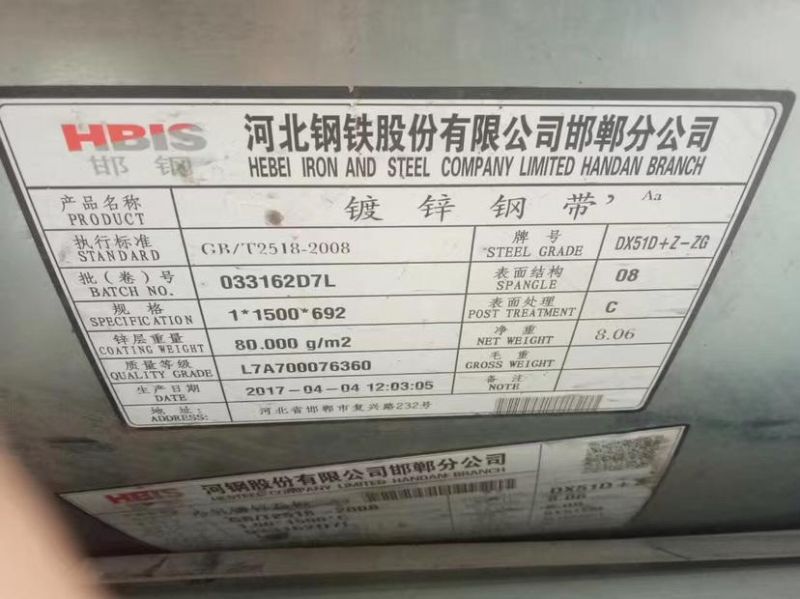 HBIS
邯 钢
河北钢铁股份有限公司邯郸分公司
HEBEI IRON AND STEEL COMPANY LIMITED HANDAN BRANCH
产品名称
PRODUCT
镀锌钢带’ Aa
执行标准
STANDARD
GB/T2518-2008
牌 号
STEEL GRADE
DX51D+Z-ZG
批(卷)号
BATCH NO.
033162D7L
表面结构
SPANGLE
08
规 格
SPECIFICATION
1*1500*692
表面处理
POST TREATMENT
C
锌层重量
COATING WEIGHT
80.000 g/m2
净 重
NET WEIGHT
8.06
质量等级
QUALITY GRADE
L7A700076360
毛 重
GROSS WEIGHT
生产日期
DATE
2017-04-04 12:03:05
备 注
NOTE
地 址:
ADDRESS:
河北省邯郸市复兴路232号
HBIS
河钢股份有限公司邯郸分公司
STEEL COMPANY LIMITED HANDAN BRANCH
DX51D+
GB/T2518-2008